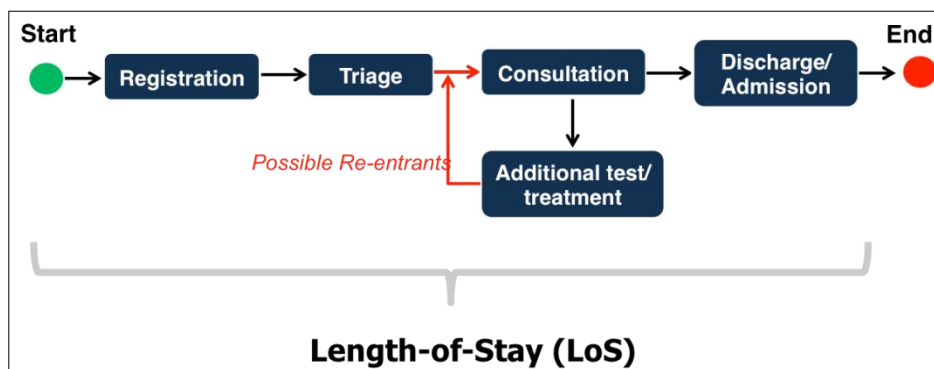 Start
End
Registration
Triage
Consultation
Discharge/
Admission
Possible Re-entrants
Additional test/
treatment
Length-of-Stay (LoS)